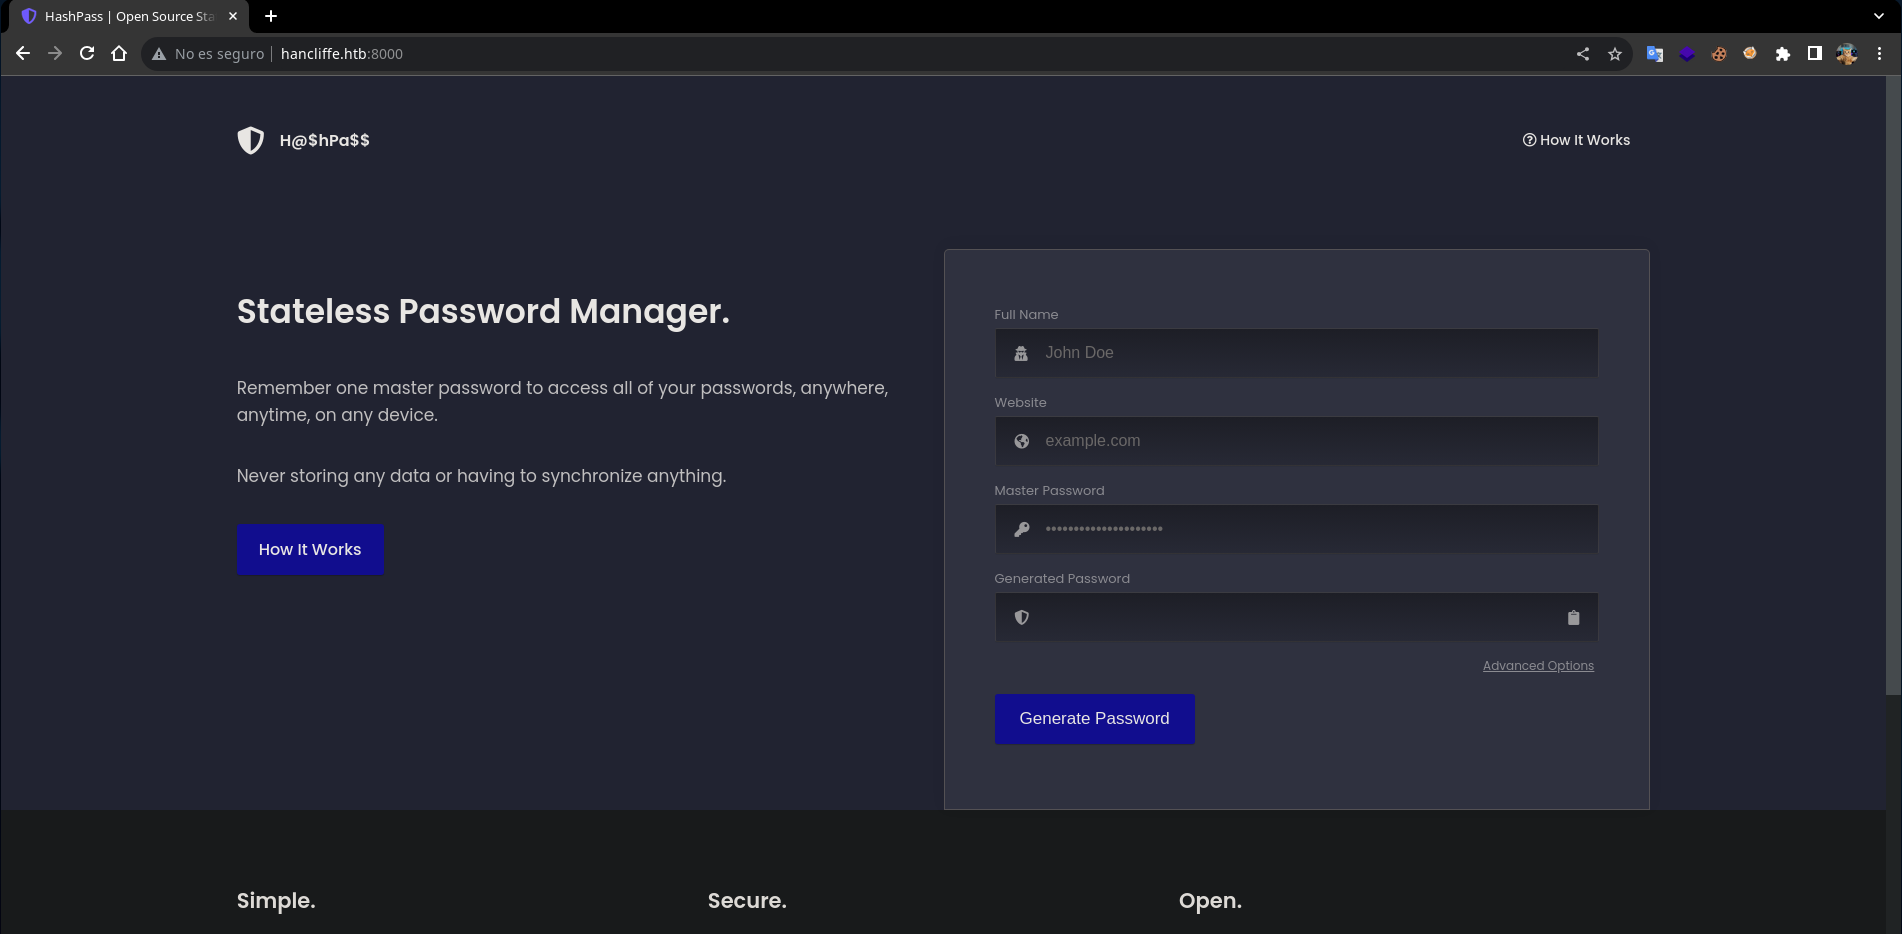 HashPass | Open Source Sta
No es seguro | hancliffe.htb:8000
H@$hPa$$
How It Works
Stateless Password Manager.
Remember one master password to access all of your passwords, anywhere,
anytime, on any device.
Never storing any data or having to synchronize anything.
How It Works
Full Name
John Doe
Website
example.com
Master Password
•••••••••••••••••••••
Generated Password
Advanced Options
Generate Password
Simple.
Secure.
Open.